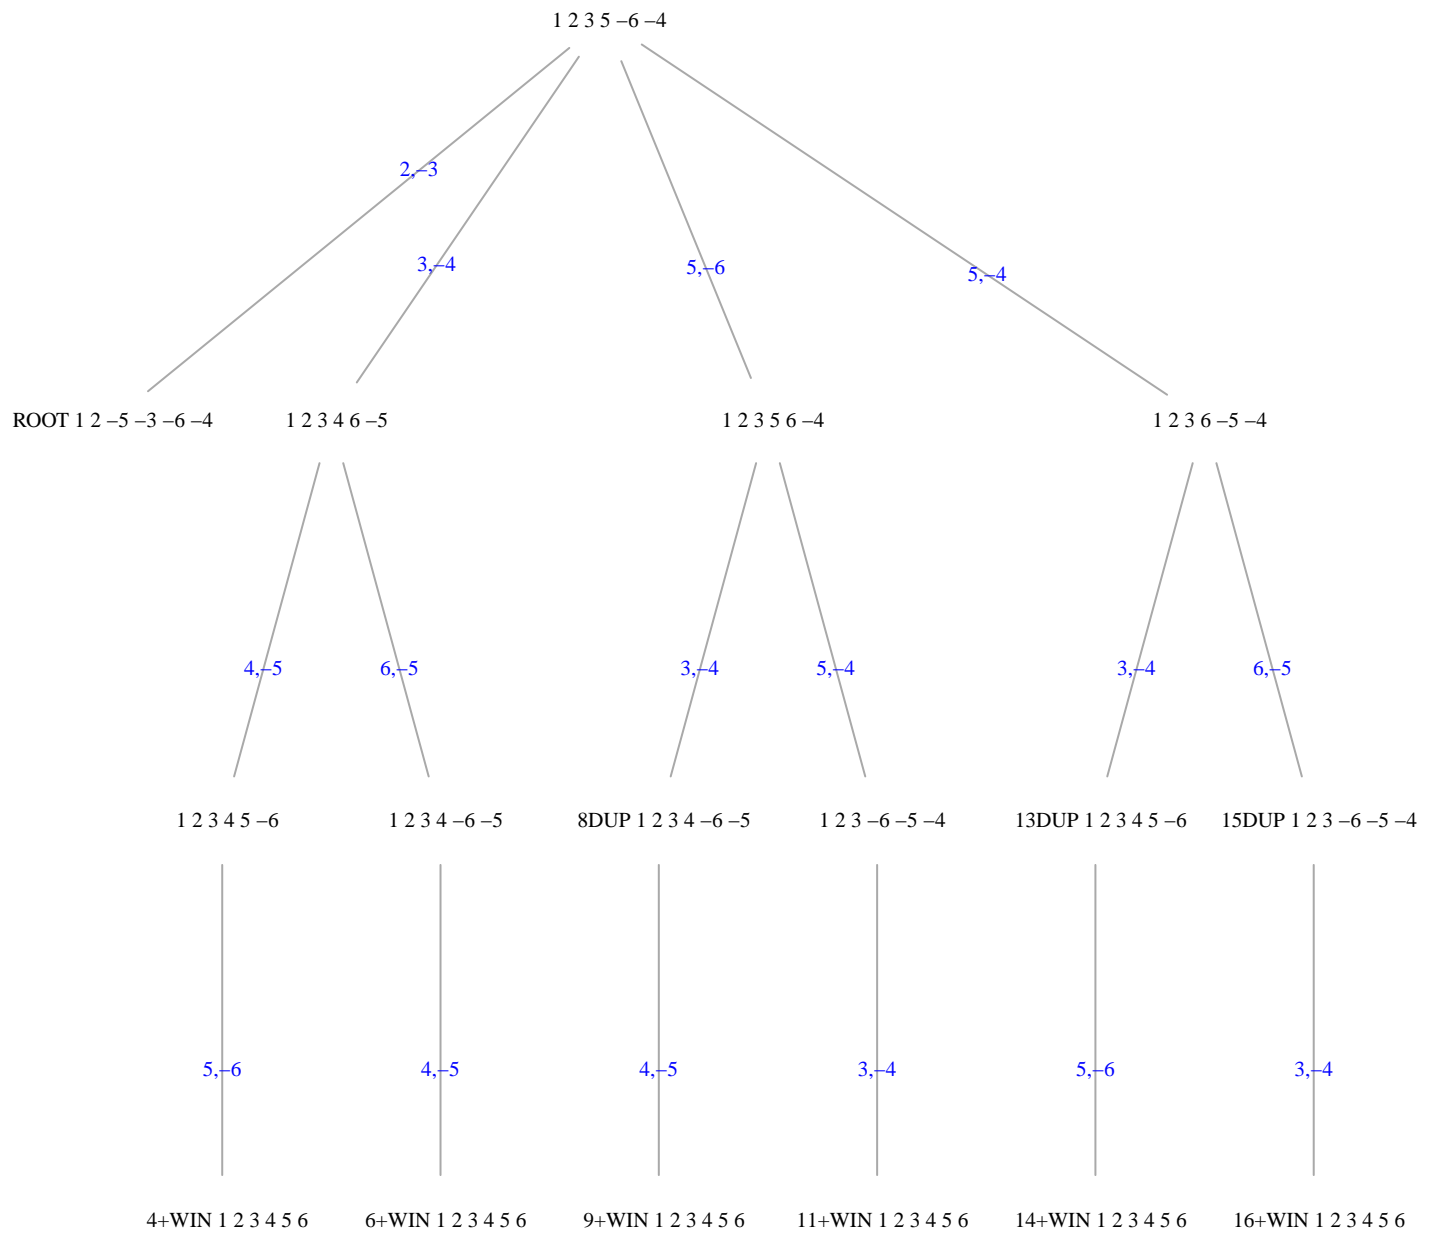 1 2 3 5 –6 –4
2,–3
3,–4
5,–6
5,–4
ROOT 1 2 –5 –3 –6 –4
1 2 3 4 6 –5
1 2 3 5 6 –4
1 2 3 6 –5 –4
4,–5
6,–5
3,–4
5,–4
3,–4
6,–5
1 2 3 4 5 –6
1 2 3 4 –6 –5
8DUP 1 2 3 4 –6 –5
1 2 3 –6 –5 –4
13DUP 1 2 3 4 5 –6
15DUP 1 2 3 –6 –5 –4
5,–6
4,–5
4,–5
3,–4
5,–6
3,–4
4+WIN 1 2 3 4 5 6
6+WIN 1 2 3 4 5 6
9+WIN 1 2 3 4 5 6
11+WIN 1 2 3 4 5 6
14+WIN 1 2 3 4 5 6
16+WIN 1 2 3 4 5 6